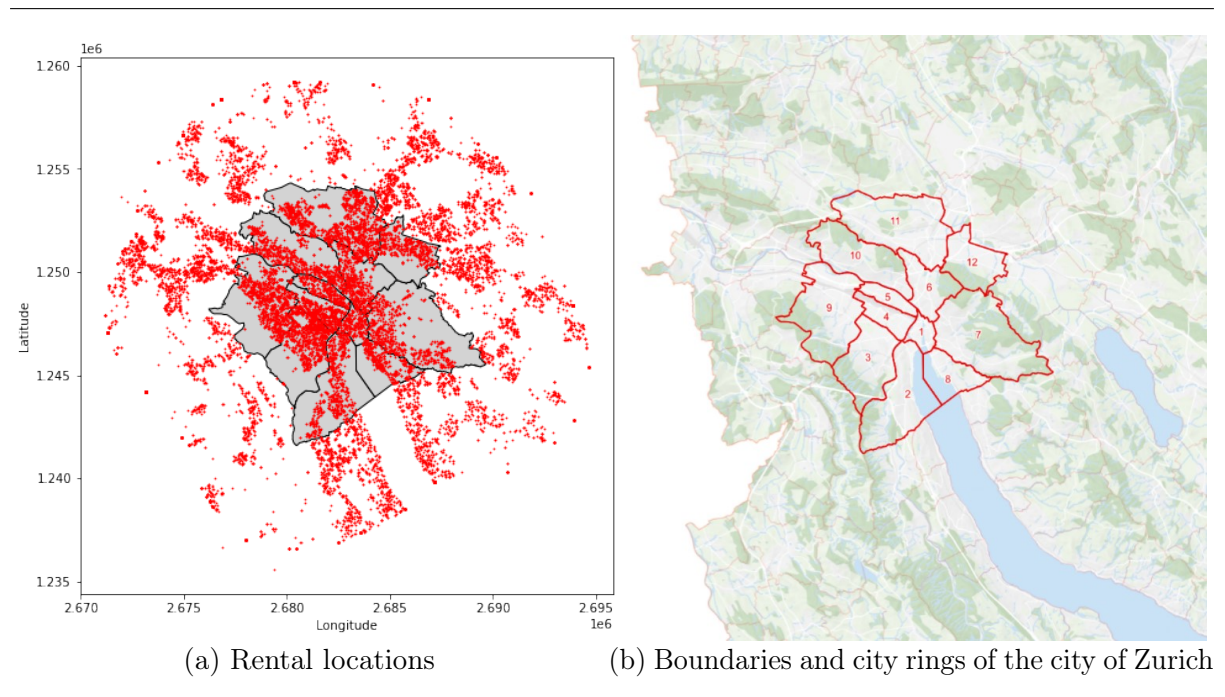 1e6
1.260
1.255
1.250
1.245
1.240
1.235
Latitude
2.670 2.675 2.680 2.685 2.690 2.695
Longitude
1e6
11
10
12
6
5
9
4
1
7
3
8
2
(a) Rental locations
(b) Boundaries and city rings of the city of Zurich